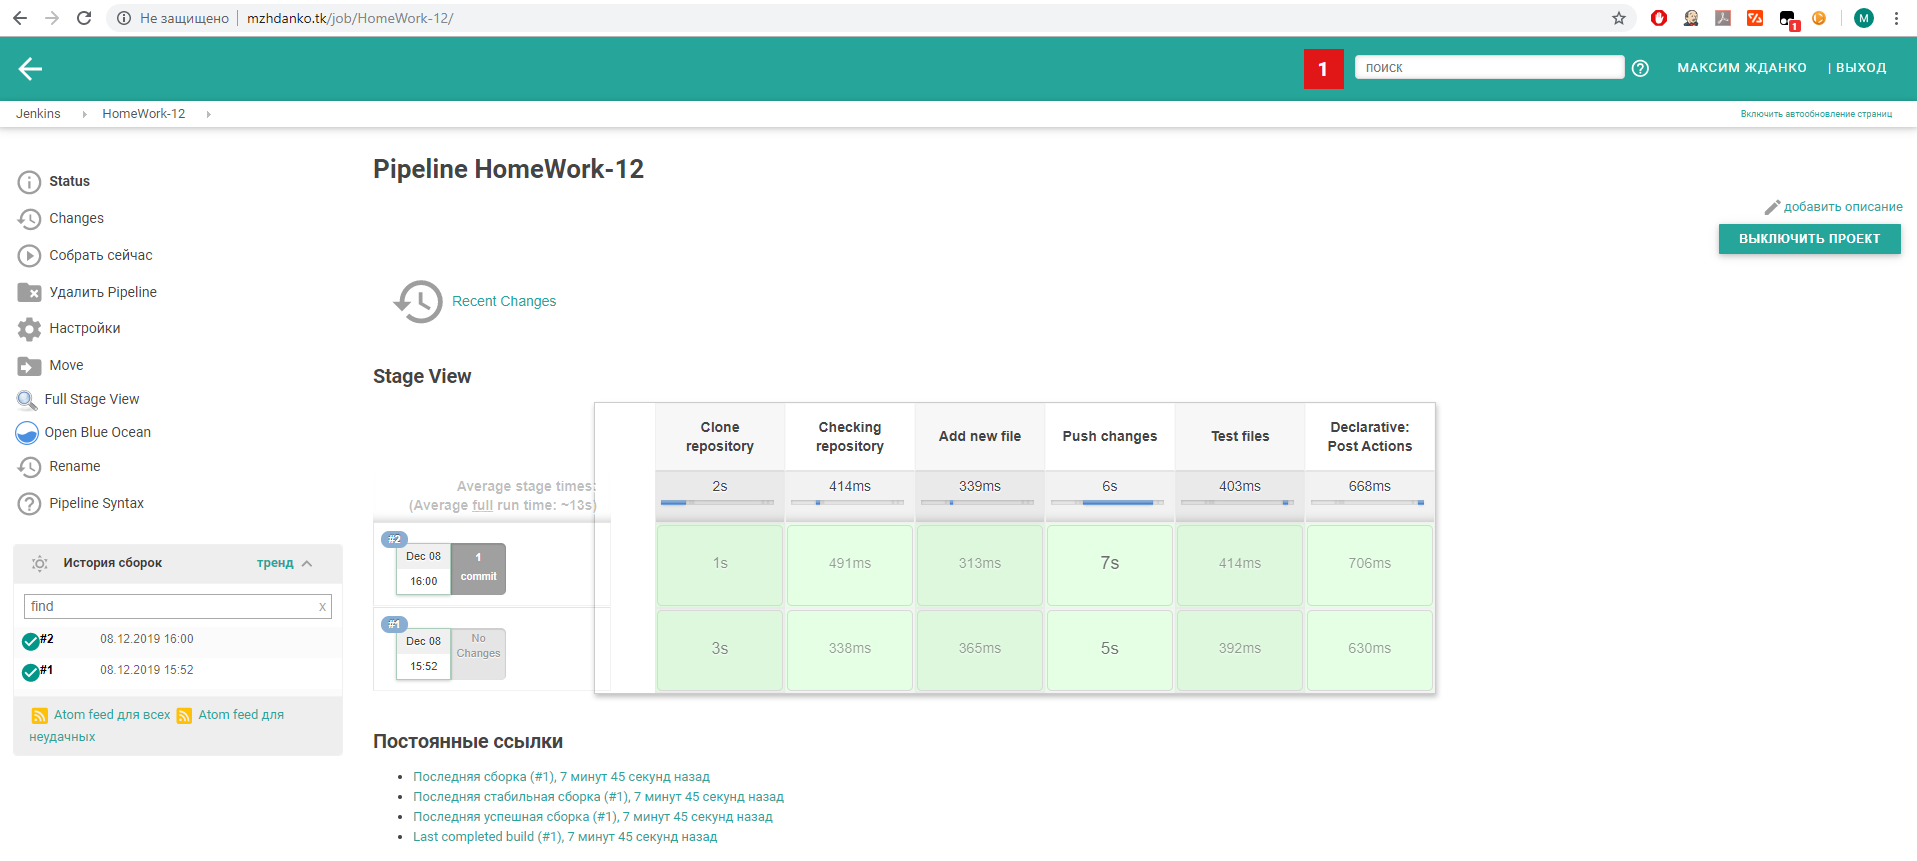 Не защищено | mzhdanko.tk/job/HomeWork-12/
1
M
1
поиск
МАКСИМ ЖДАНКО
| ВЫХОД
Jenkins
HomeWork-12
Включить автообновление страниц
Status
Changes
Собрать сейчас
Удалить Pipeline
Настройки
Move
Full Stage View
Open Blue Ocean
Rename
Pipeline Syntax
История сборок
тренд
find
x
#2 08.12.2019 16:00
#1 08.12.2019 15:52
Atom feed для всех
Atom feed для
неудачных
Pipeline HomeWork-12
добавить описание
ВЫКЛЮЧИТЬ ПРОЕКТ
Recent Changes
Stage View
Clone
repository
Checking
repository
Add new file
Push changes
Test files
Declarative:
Post Actions
Average stage times:
(Average full run time: ~13s)
2s 414ms 339ms 6s 403ms 668ms
#2
Dec 08
16:00
1
commit
1s 491ms 313ms 7s 414ms 706ms
#1
Dec 08
15:52
No
Changes
3s 338ms 365ms 5s 392ms 630ms
Постоянные ссылки
Последняя сборка (#1), 7 минут 45 секунд назад
Последняя стабильная сборка (#1), 7 минут 45 секунд назад
Последняя успешная сборка (#1), 7 минут 45 секунд назад
Last completed build (#1), 7 минут 45 секунд назад